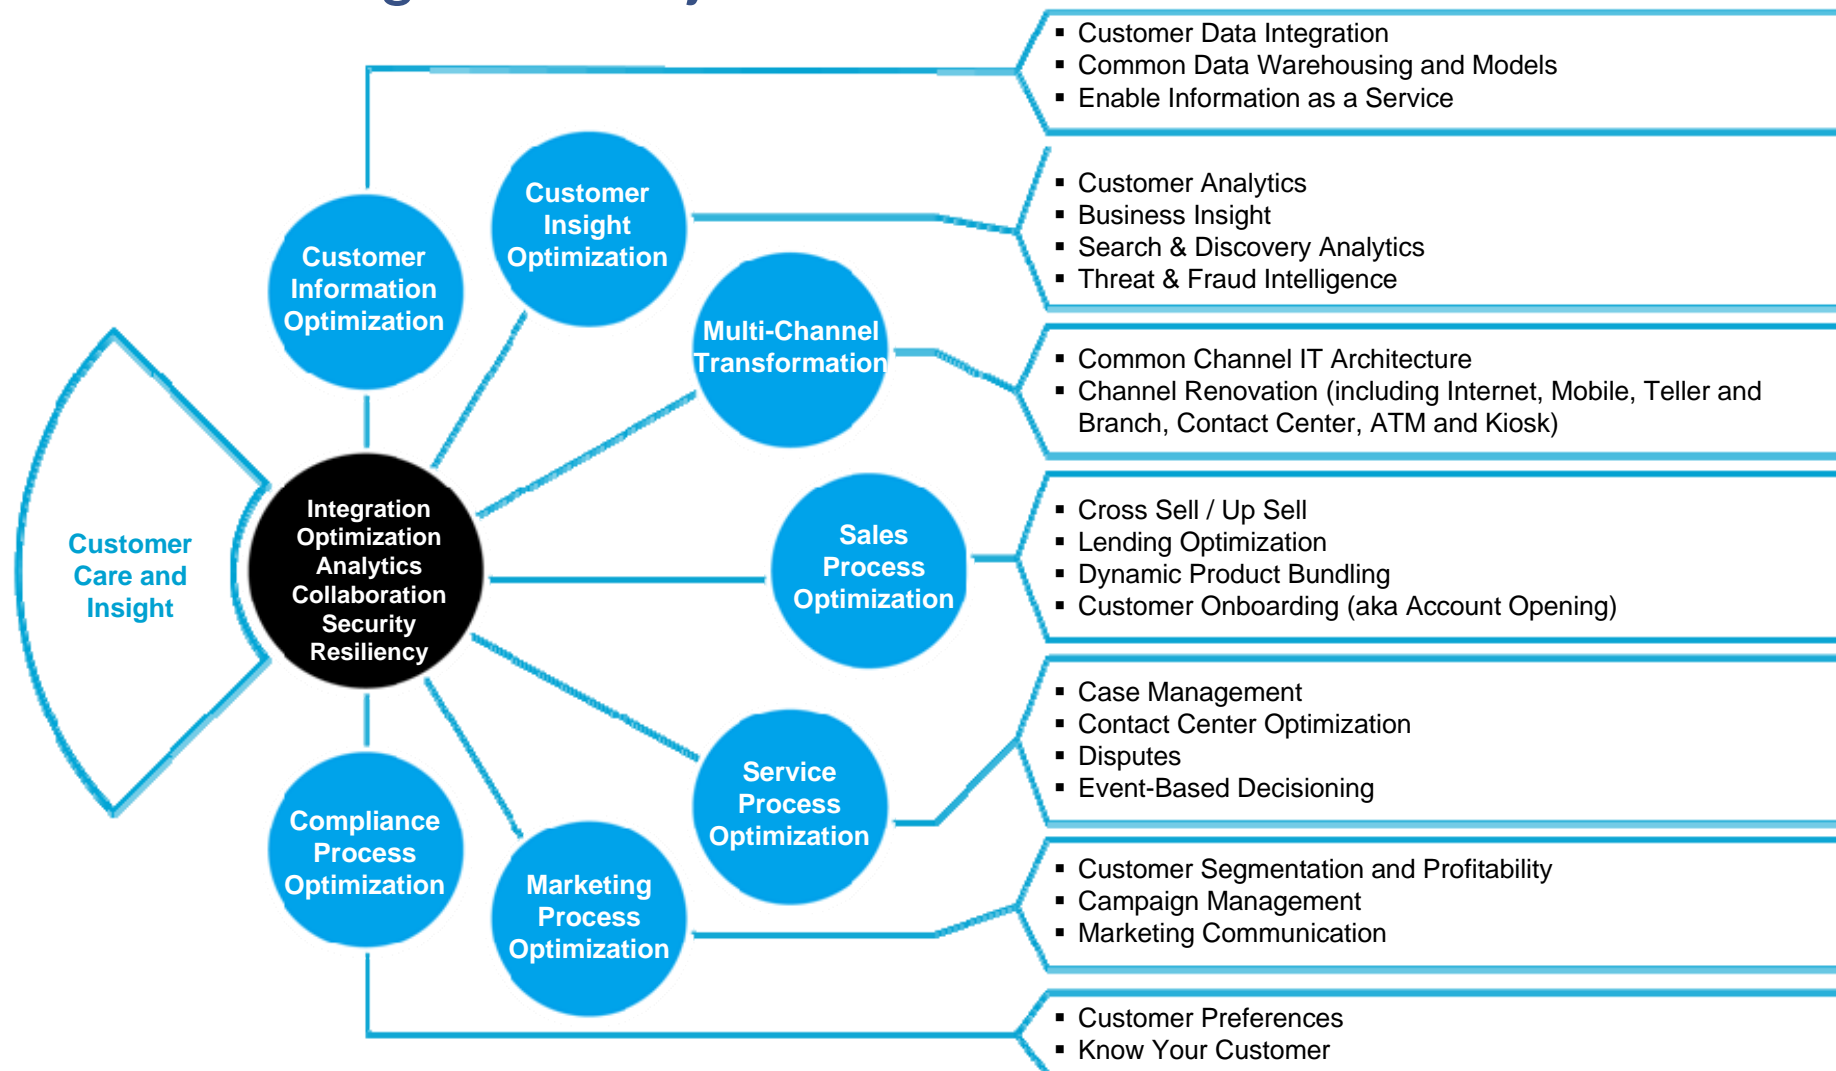 Customer
Care and
Insight
Integration
Optimization
Analytics
Collaboration
Security
Resiliency
Customer
Information
Optimization
▪ Customer Data Integration
▪ Common Data Warehousing and Models
▪ Enable Information as a Service
Customer
Insight
Optimization
▪ Customer Analytics
▪ Business Insight
▪ Search & Discovery Analytics
▪ Threat & Fraud Intelligence
Multi-Channel
Transformation
▪ Common Channel IT Architecture
▪ Channel Renovation (including Internet, Mobile, Teller and
Branch, Contact Center, ATM and Kiosk)
Sales
Process
Optimization
▪ Cross Sell / Up Sell
▪ Lending Optimization
▪ Dynamic Product Bundling
▪ Customer Onboarding (aka Account Opening)
Service
Process
Optimization
▪ Case Management
▪ Contact Center Optimization
▪ Disputes
▪ Event-Based Decisioning
Marketing
Process
Optimization
▪ Customer Segmentation and Profitability
▪ Campaign Management
▪ Marketing Communication
Compliance
Process
Optimization
▪ Customer Preferences
▪ Know Your Customer